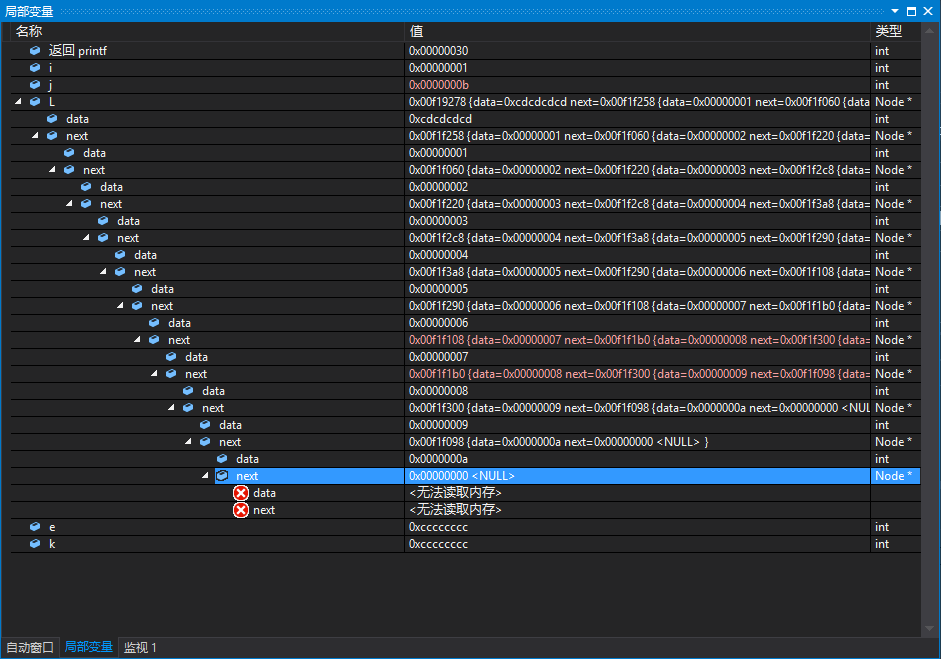 局部变量
名称 值 类型
返回 printf 0x00000030 int
i 0x00000001 int
j 0x0000000b int
L 0x00f19278 {data=0xcdcdcdcd next=0x00f1f258 {data=0x00000001 next=0x00f1f060 {data Node *
data 0xcdcdcdcd int
next 0x00f1f258 {data=0x00000001 next=0x00f1f060 {data=0x00000002 next=0x00f1f220 {data= Node *
data 0x00000001 int
next 0x00f1f060 {data=0x00000002 next=0x00f1f220 {data=0x00000003 next=0x00f1f2c8 {data= Node *
data 0x00000002 int
next 0x00f1f220 {data=0x00000003 next=0x00f1f2c8 {data=0x00000004 next=0x00f1f3a8 {data= Node *
data 0x00000003 int
next 0x00f1f2c8 {data=0x00000004 next=0x00f1f3a8 {data=0x00000005 next=0x00f1f290 {data= Node *
data 0x00000004 int
next 0x00f1f3a8 {data=0x00000005 next=0x00f1f290 {data=0x00000006 next=0x00f1f108 {data= Node *
data 0x00000005 int
next 0x00f1f290 {data=0x00000006 next=0x00f1f108 {data=0x00000007 next=0x00f1f1b0 {data= Node *
data 0x00000006 int
next 0x00f1f108 {data=0x00000007 next=0x00f1f1b0 {data=0x00000008 next=0x00f1f300 {data= Node *
data 0x00000007 int
next 0x00f1f1b0 {data=0x00000008 next=0x00f1f300 {data=0x00000009 next=0x00f1f098 {data= Node *
data 0x00000008 int
next 0x00f1f300 {data=0x00000009 next=0x00f1f098 {data=0x0000000a next=0x00000000 <NUL Node *
data 0x00000009 int
next 0x00f1f098 {data=0x0000000a next=0x00000000 <NULL> } Node *
data 0x0000000a int
next 0x00000000 <NULL> Node *
data <无法读取内存>
next <无法读取内存>
e 0xcccccccc int
k 0xcccccccc int
自动窗口 局部变量 监视 1